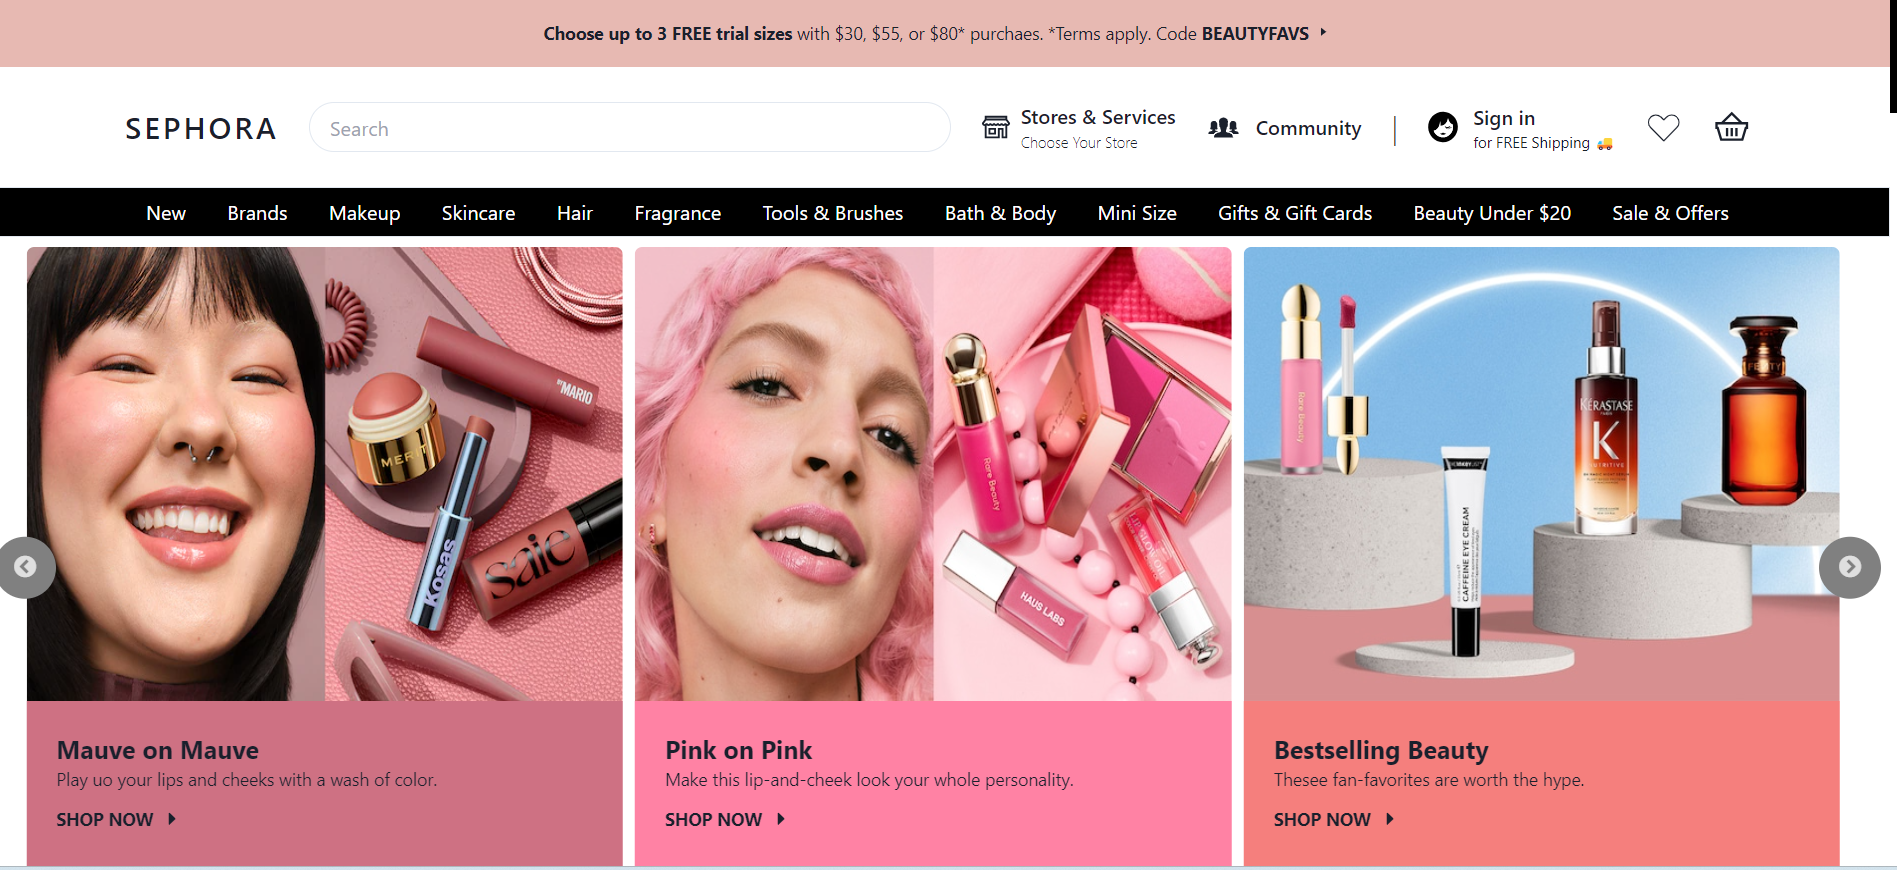 Choose up to 3 FREE trial sizes with $30, $55, or $80* purchaes. *Terms apply. Code BEAUTYFAVS
SEPHORA
Search
Stores & Services
Choose Your Store
Community
Sign in
for FREE Shipping
New Brands Makeup Skincare Hair Fragrance Tools & Brushes Bath & Body Mini Size Gifts & Gift Cards Beauty Under $20 Sale & Offers
MARIO
MERIT
Kosas
saie
Rare Beauty
HAUS LABS
GLOW OIL
Rare Beauty
KÉRASTASE
PARIS
K
NUTRITIVE
FENTY
CAFFEINE EYE CREAM
Mauve on Mauve
Play uo your lips and cheeks with a wash of color.
SHOP NOW
Pink on Pink
Make this lip-and-cheek look your whole personality.
SHOP NOW
Bestselling Beauty
Thesee fan-favorites are worth the hype.
SHOP NOW